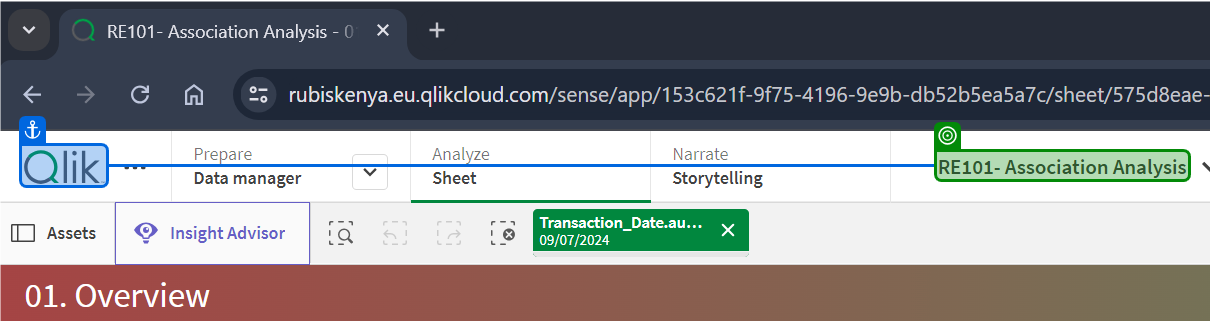 RE101- Association Analysis - 0
rubiskenya.eu.qlikcloud.com/sense/app/153c621f-9f75-4196-9e9b-db52b5ea5a7c/sheet/575d8eae-
Qlik
Prepare
Data manager
Analyze
Sheet
Narrate
Storytelling
RE101- Association Analysis
Assets
Insight Advisor
Transaction_Date.au...
09/07/2024
01. Overview